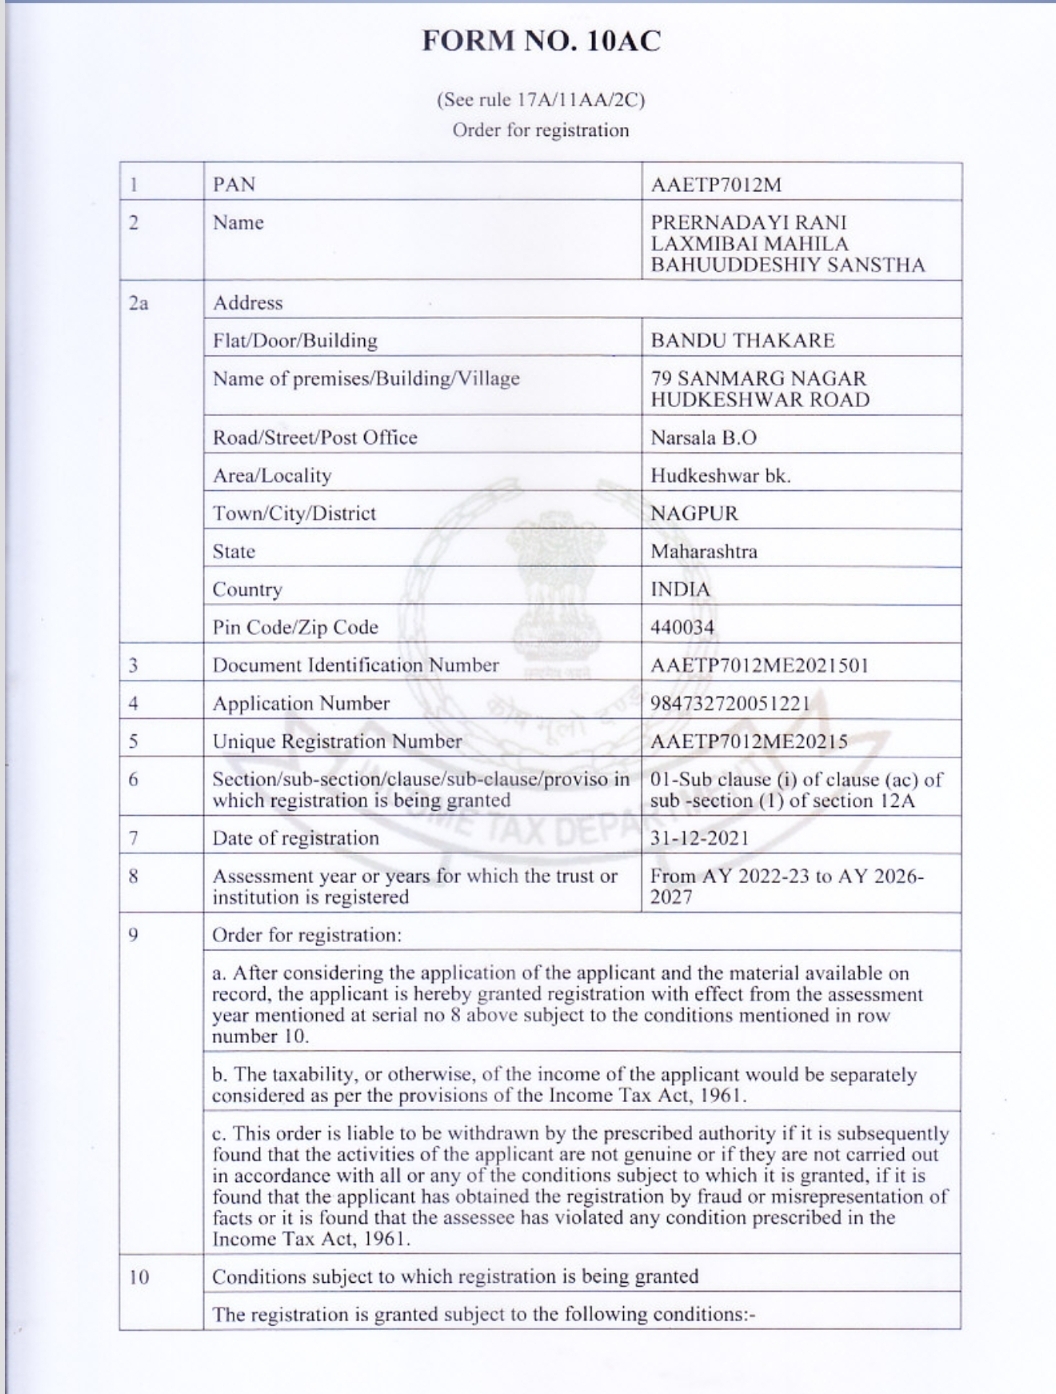 FORM NO. 10AC
(See rule 17A/11AA/2C)
Order for registration
1 PAN AAETP7012M
2 Name PRERNADAYI RANI
LAXMIBAI MAHILA
BAHUUDDESHIY SANSTHA
2a Address
Flat/Door/Building BANDU THAKARE
Name of premises/Building/Village 79 SANMARG NAGAR
HUDKESHWAR ROAD
Road/Street/Post Office Narsala B.O
Area/Locality Hudkeshwar bk.
Town/City/District NAGPUR
State Maharashtra
Country INDIA
Pin Code/Zip Code 440034
3 Document Identification Number AAETP7012ME2021501
4 Application Number 984732720051221
5 Unique Registration Number AAETP7012ME20215
6 Section/sub-section/clause/sub-clause/proviso in 01-Sub clause (i) of clause (ac) of
which registration is being granted sub -section (1) of section 12A
7 Date of registration 31-12-2021
8 Assessment year or years for which the trust or From AY 2022-23 to AY 2026-
institution is registered 2027
9 Order for registration:
a. After considering the application of the applicant and the material available on
record, the applicant is hereby granted registration with effect from the assessment
year mentioned at serial no 8 above subject to the conditions mentioned in row
number 10.
b. The taxability, or otherwise, of the income of the applicant would be separately
considered as per the provisions of the Income Tax Act, 1961.
c. This order is liable to be withdrawn by the prescribed authority if it is subsequently
found that the activities of the applicant are not genuine or if they are not carried out
in accordance with all or any of the conditions subject to which it is granted, if it is
found that the applicant has obtained the registration by fraud or misrepresentation of
facts or it is found that the assessee has violated any condition prescribed in the
Income Tax Act, 1961.
10 Conditions subject to which registration is being granted
The registration is granted subject to the following conditions:-
कोष मूलो दण्ड
INCOME TAX DEPARTMENT